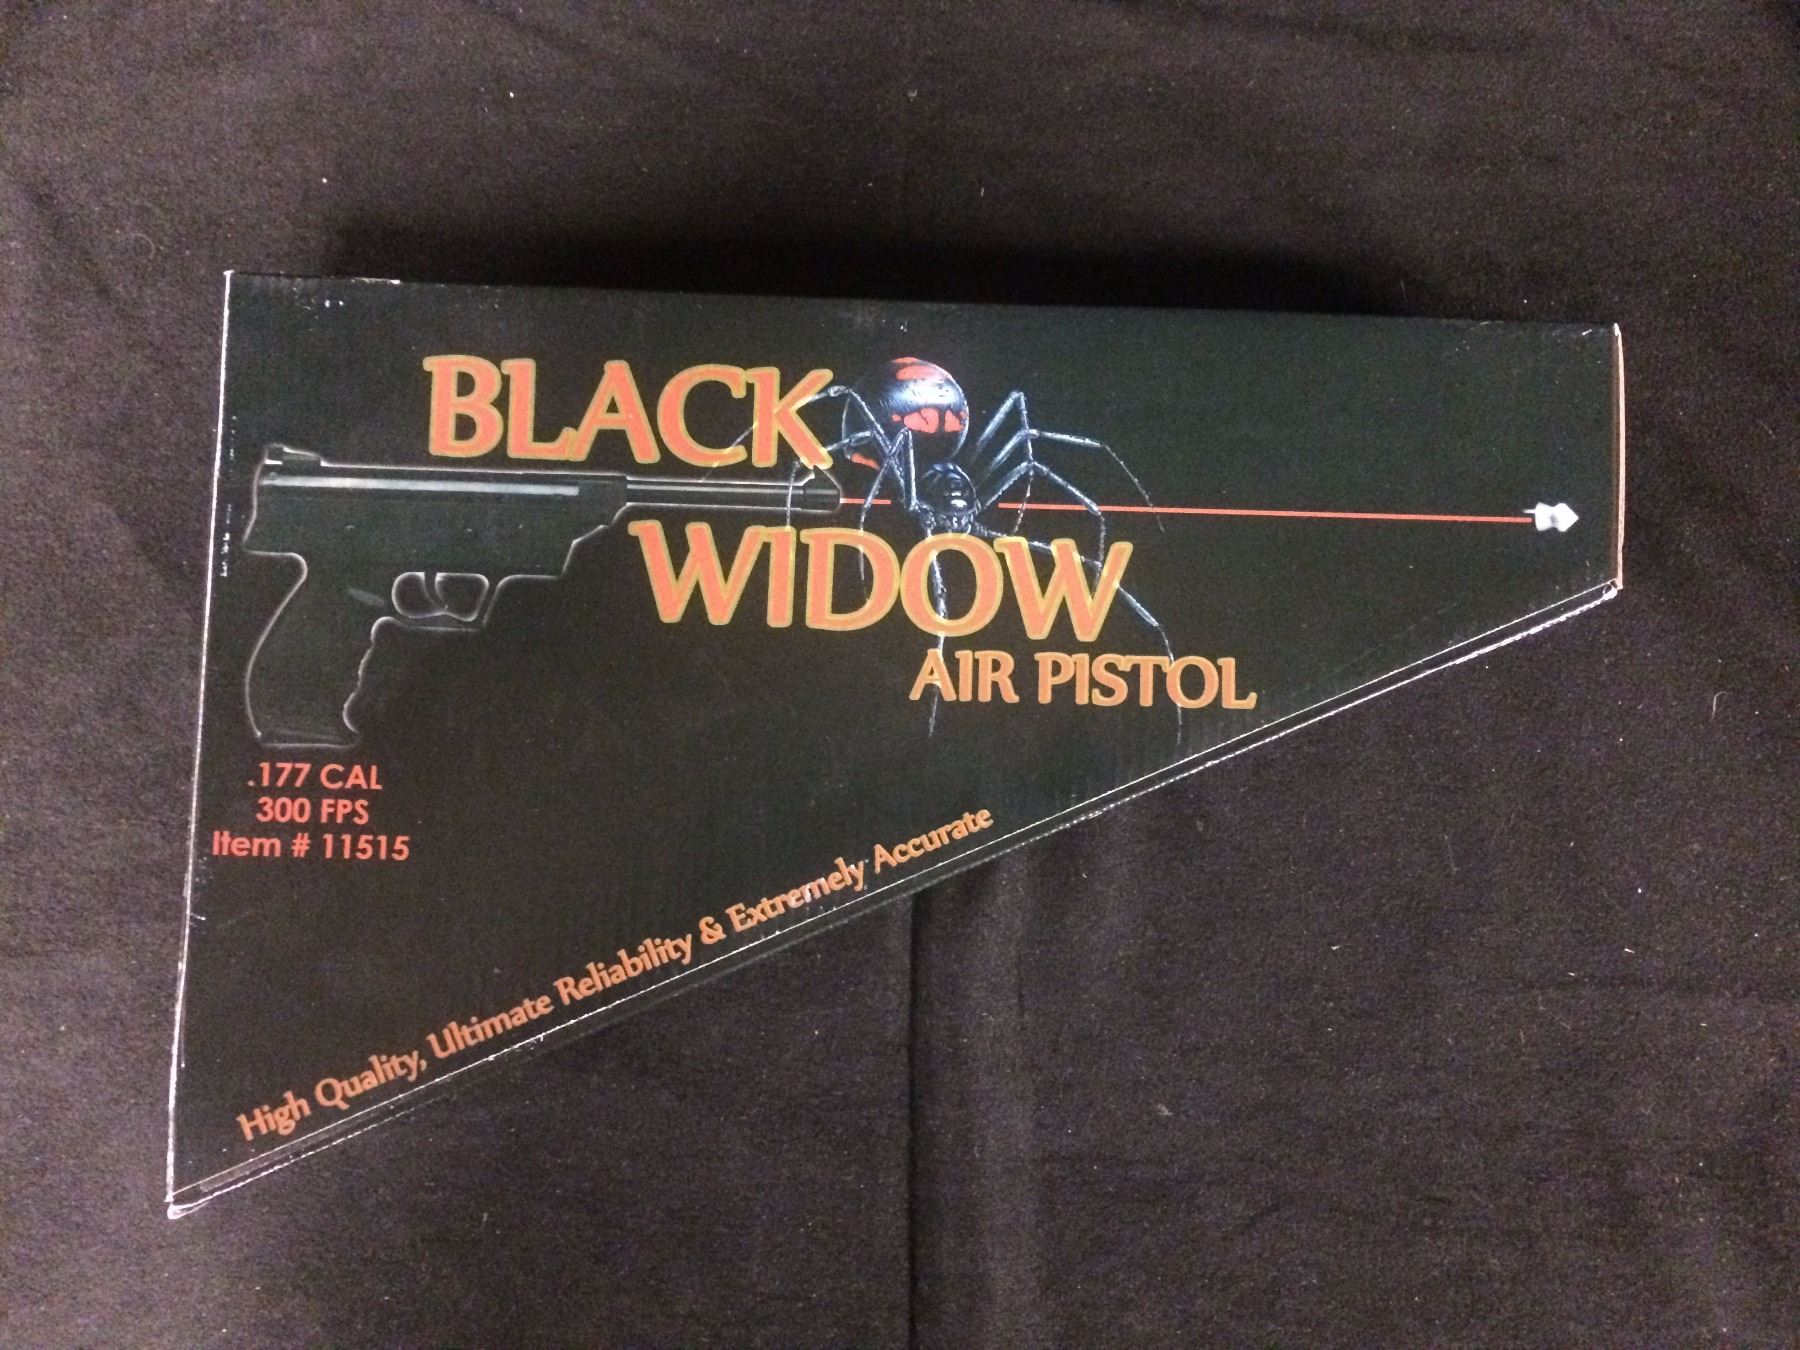 BLACK
WIDOW
AIR PISTOL
.177 CAL
300 FPS
Item # 11515
High Quality, Ultimate Reliability & Extremely Accurate